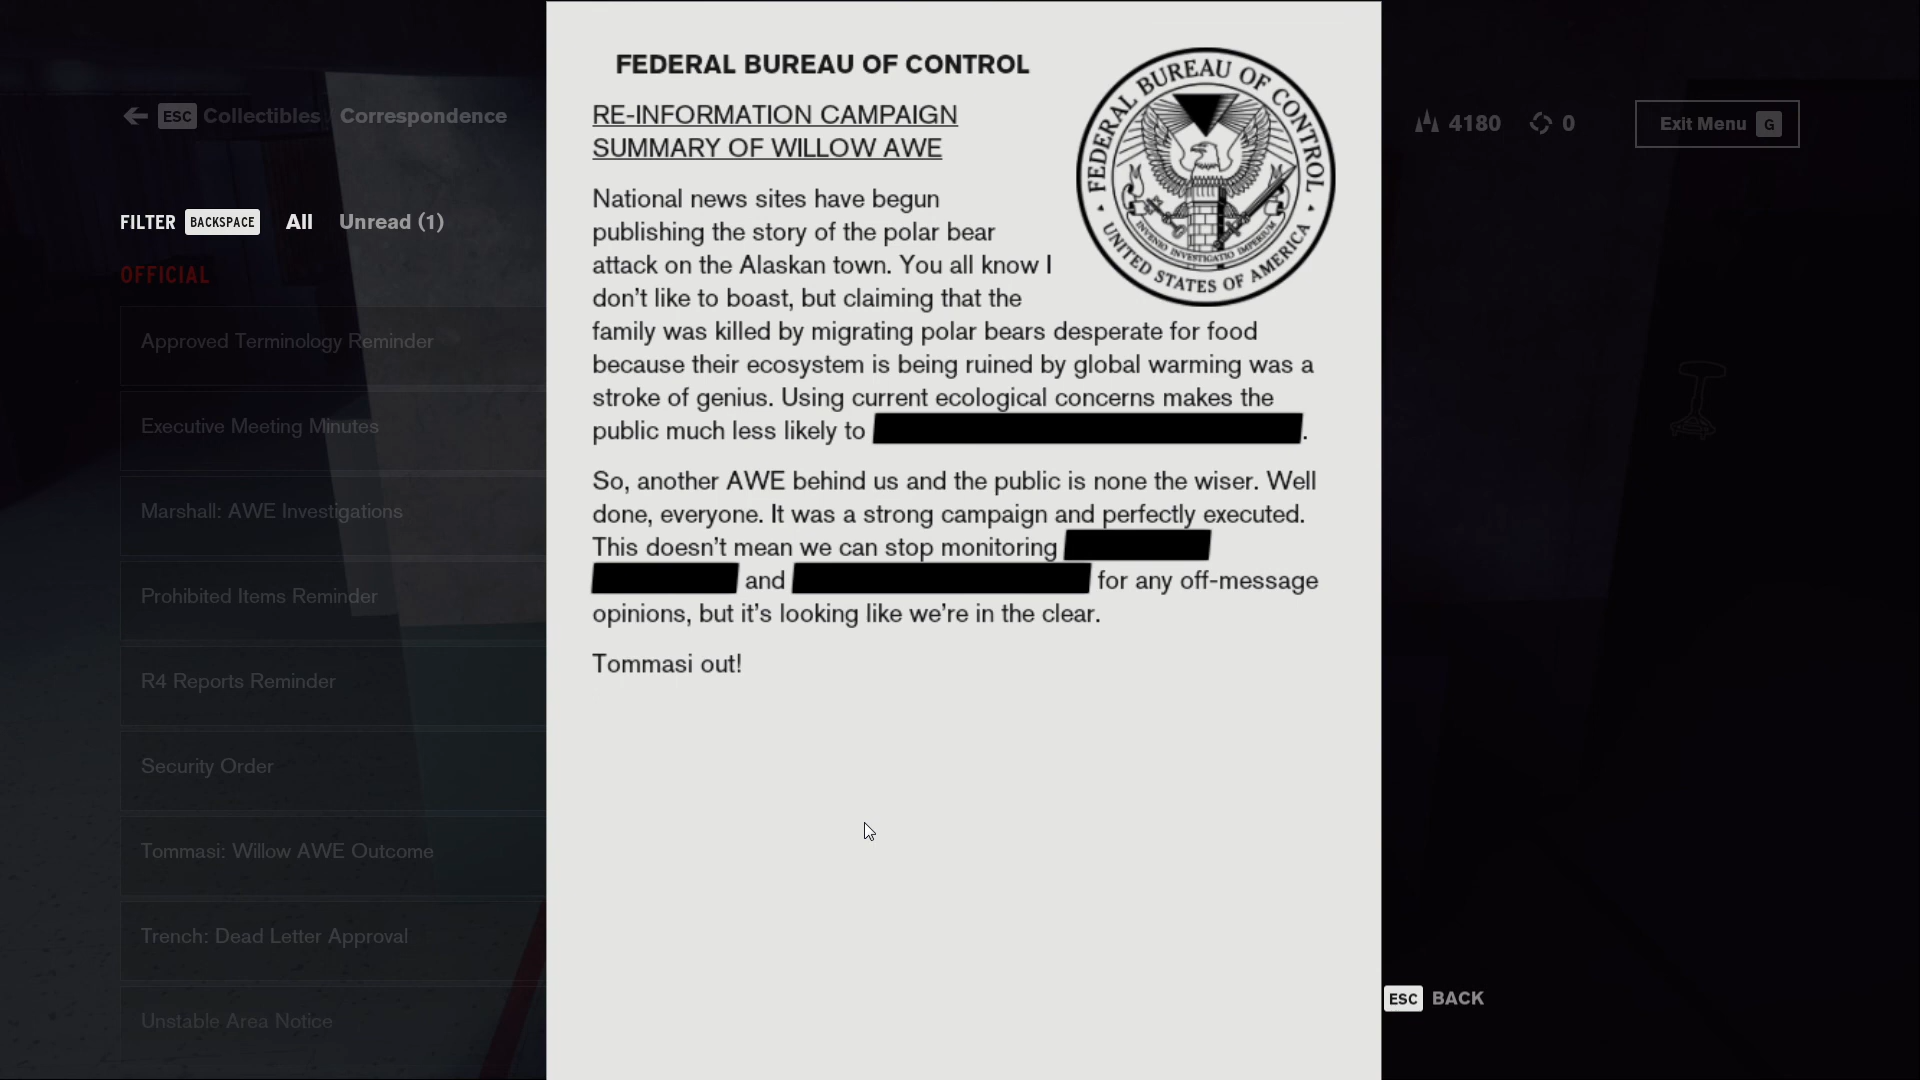 FEDERAL BUREAU OF CONTROL
RE-INFORMATION CAMPAIGN
SUMMARY OF WILLOW AWE
National news sites have begun
publishing the story of the polar bear
attack on the Alaskan town. You all know I
don't like to boast, but claiming that the
family was killed by migrating polar bears desperate for food
because their ecosystem is being ruined by global warming was a
stroke of genius. Using current ecological concerns makes the
public much less likely to .
So, another AWE behind us and the public is none the wiser. Well
done, everyone. It was a strong campaign and perfectly executed.
This doesn't mean we can stop monitoring
and for any off-message
opinions, but it's looking like we're in the clear.
Tommasi out!
FEDERAL BUREAU OF CONTROL
UNITED STATES OF AMERICA
INVENIO INVESTIGATIO IMPERIUM
ESC Collectibles Correspondence
FILTER BACKSPACE All Unread (1)
OFFICIAL
Approved Terminology Reminder
Executive Meeting Minutes
Marshall: AWE Investigations
Prohibited Items Reminder
R4 Reports Reminder
Security Order
Tommasi: Willow AWE Outcome
Trench: Dead Letter Approval
Unstable Area Notice
4180 0
Exit Menu G
ESC BACK